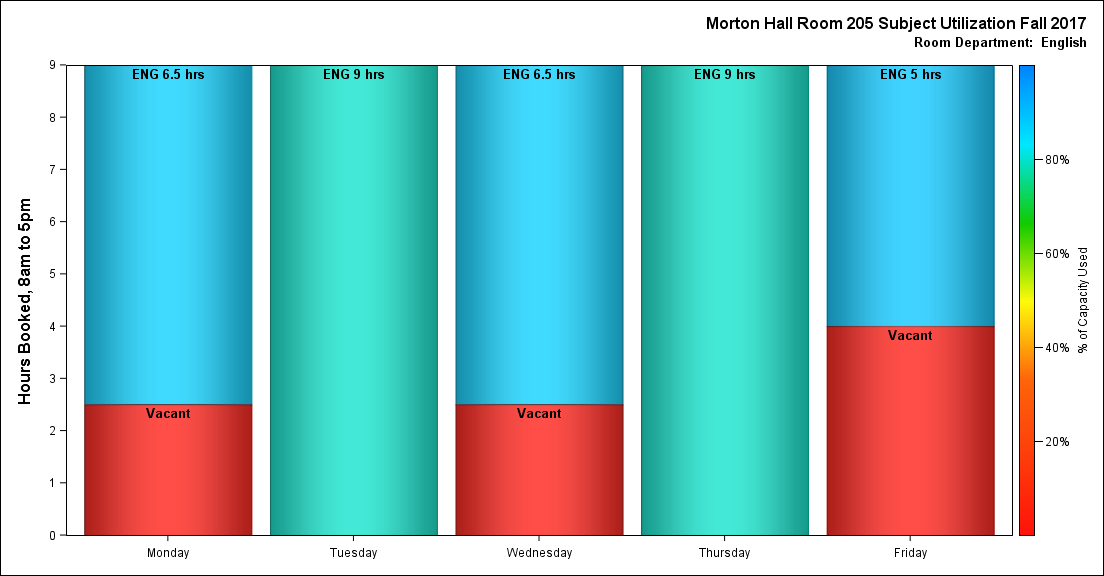 Morton Hall Room 205 Subject Utilization Fall 2017
Room Department: English
Hours Booked, 8am to 5pm
9
8
7
6
5
4
3
2
1
0
ENG 6.5 hrs
Vacant
ENG 9 hrs
ENG 6.5 hrs
Vacant
ENG 9 hrs
ENG 5 hrs
Vacant
Monday
Tuesday
Wednesday
Thursday
Friday
80%
60%
40%
20%
% of Capacity Used